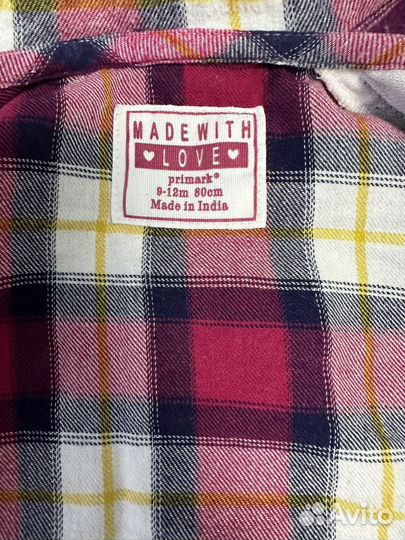 MADE WITH
LOVE
primark®
9-12m 80cm
Made in India
Avito